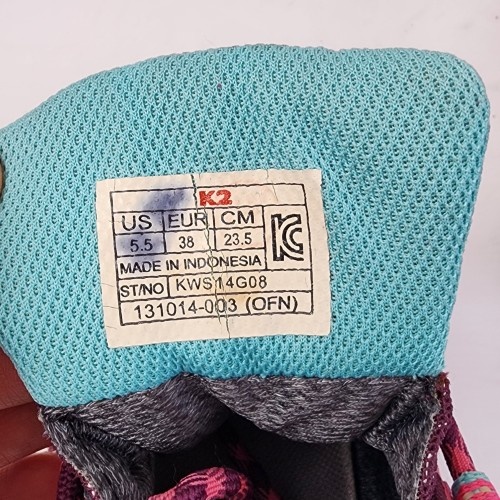 K2
US EUR CM
5.5 38 23.5
MADE IN INDONESIA
ST/NO KWS14G08
131014-003 (OFN)